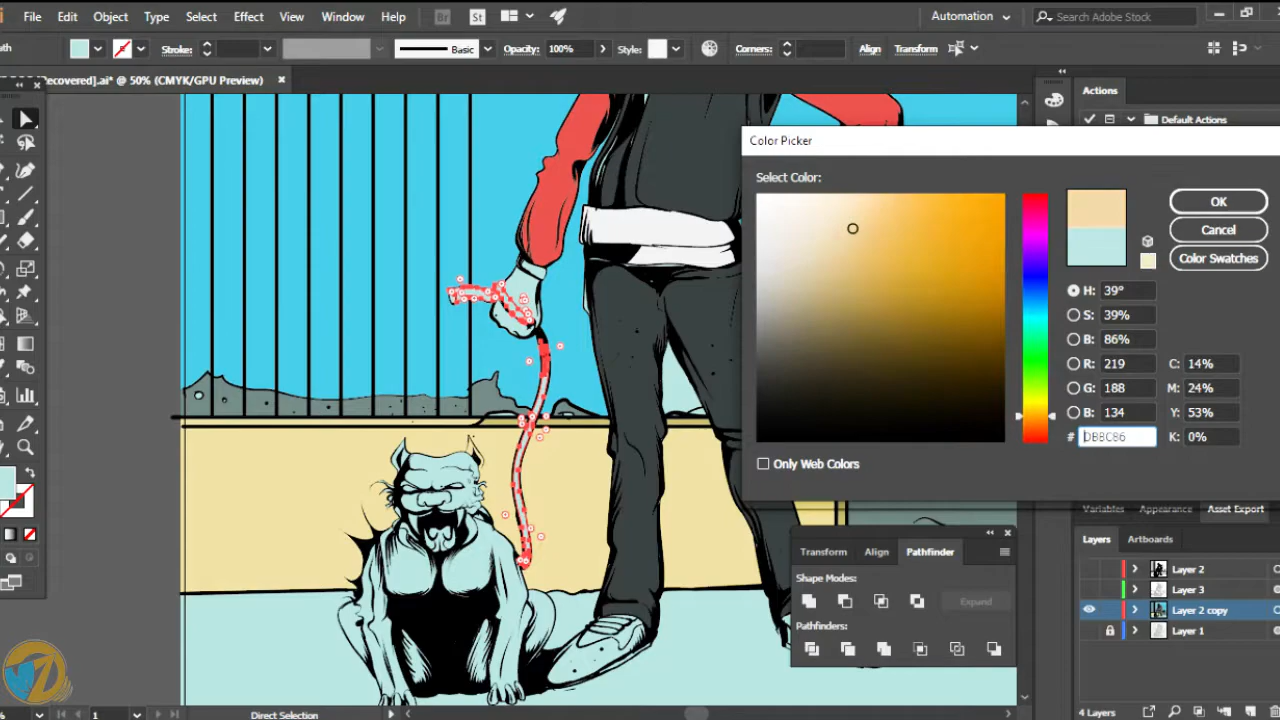 File Edit Object Type Select Effect View Window Help Br St Automation Search Adobe Stock
ath Stroke: Basic Opacity: 100% Style: Corners: Align Transform
ecovered].ai* @ 50% (CMYK/GPU Preview)
Actions
Default Actions
Color Picker
Select Color:
OK
Cancel
Color Swatches
H: 39°
S: 39%
B: 86%
R: 219 C: 14%
G: 188 M: 24%
B: 134 Y: 53%
# DB8C86 K: 0%
Only Web Colors
Variables Appearance Asset Export
Layers Artboards
Layer 2
Layer 3
Layer 2 copy
Layer 1
Transform Align Pathfinder
Shape Modes:
Expand
Pathfinders:
% 1 Direct Selection 4 Layers